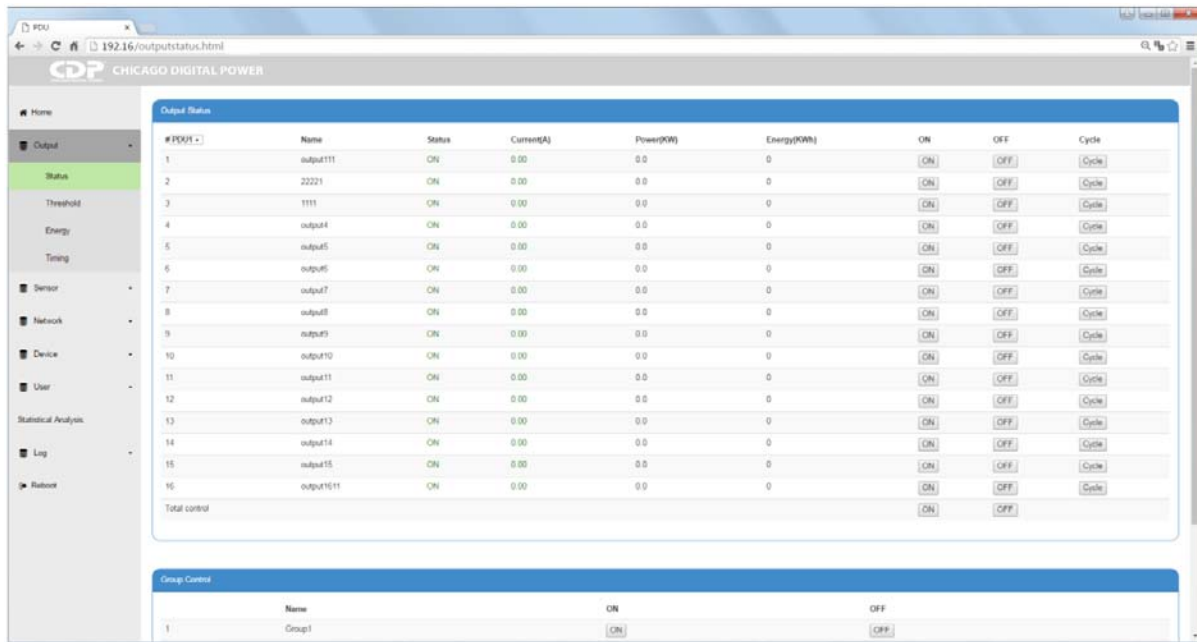 PDU
192.16/outputstatus.html
CDP CHICAGO DIGITAL POWER
Home
Output
Status
Threshold
Energy
Timing
Sensor
Network
Device
User
Statistical Analysis
Log
Reboot
Output Status
# PDU1 Name Status Current(A) Power(KW) Energy(KWh) ON OFF Cycle
1 output111 ON 0.00 0.0 0 ON OFF Cycle
2 22221 ON 0.00 0.0 0 ON OFF Cycle
3 1111 ON 0.00 0.0 0 ON OFF Cycle
4 output4 ON 0.00 0.0 0 ON OFF Cycle
5 output5 ON 0.00 0.0 0 ON OFF Cycle
6 output6 ON 0.00 0.0 0 ON OFF Cycle
7 output7 ON 0.00 0.0 0 ON OFF Cycle
8 output8 ON 0.00 0.0 0 ON OFF Cycle
9 output9 ON 0.00 0.0 0 ON OFF Cycle
10 output10 ON 0.00 0.0 0 ON OFF Cycle
11 output11 ON 0.00 0.0 0 ON OFF Cycle
12 output12 ON 0.00 0.0 0 ON OFF Cycle
13 output13 ON 0.00 0.0 0 ON OFF Cycle
14 output14 ON 0.00 0.0 0 ON OFF Cycle
15 output15 ON 0.00 0.0 0 ON OFF Cycle
16 output1611 ON 0.00 0.0 0 ON OFF Cycle
Total control ON OFF
Group Control
Name ON OFF
1 Group1 ON OFF